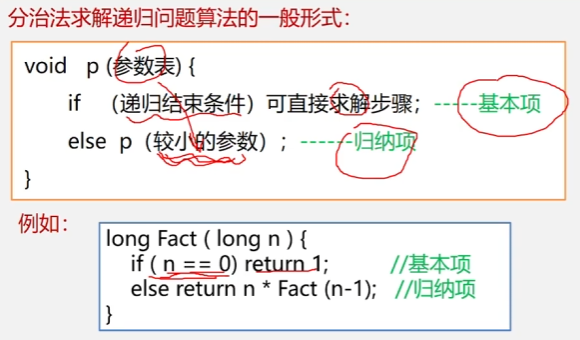 分治法求解递归问题算法的一般形式：
void p (参数表) {
if （递归结束条件）可直接求解步骤；-----基本项
else p （较小的参数）；------归纳项
}
例如：
long Fact ( long n ) {
if ( n == 0) return 1; //基本项
else return n * Fact (n-1); //归纳项
}